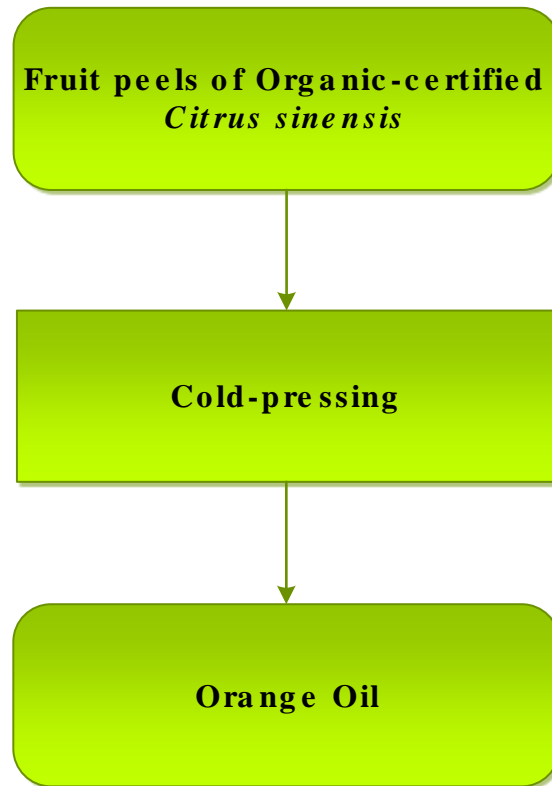 Fruit peels of Organic-certified
Citrus sinensis
Cold-pressing
Orange Oil